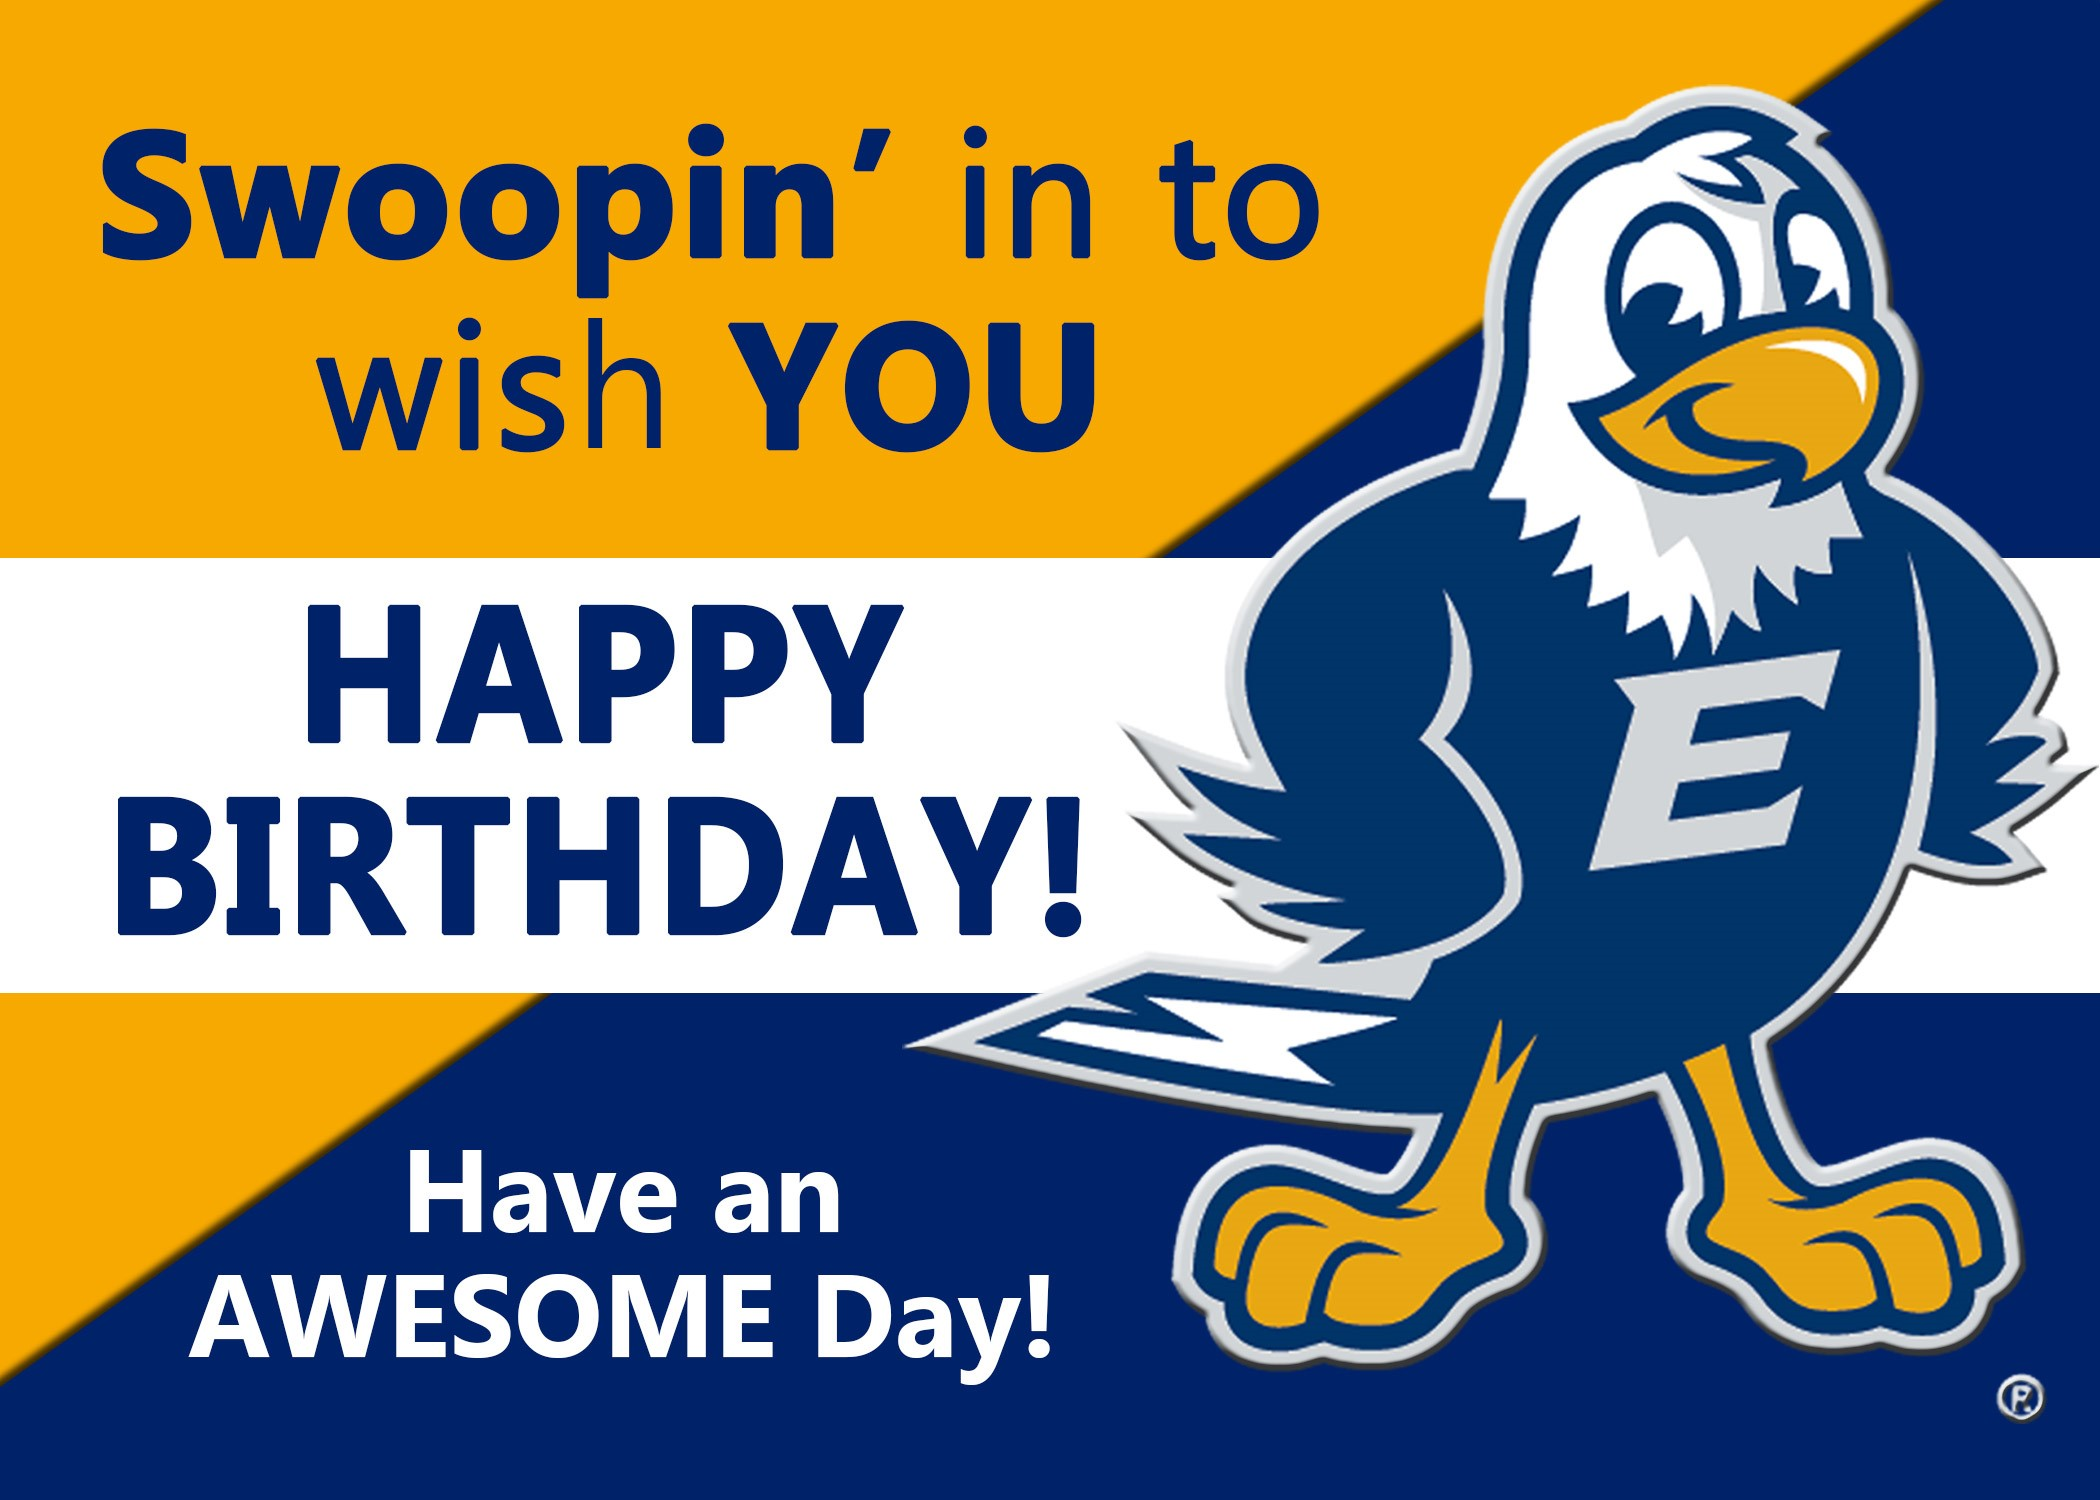 Swoopin’ in to
wish YOU
HAPPY
BIRTHDAY!
E
Have an
AWESOME Day!
®